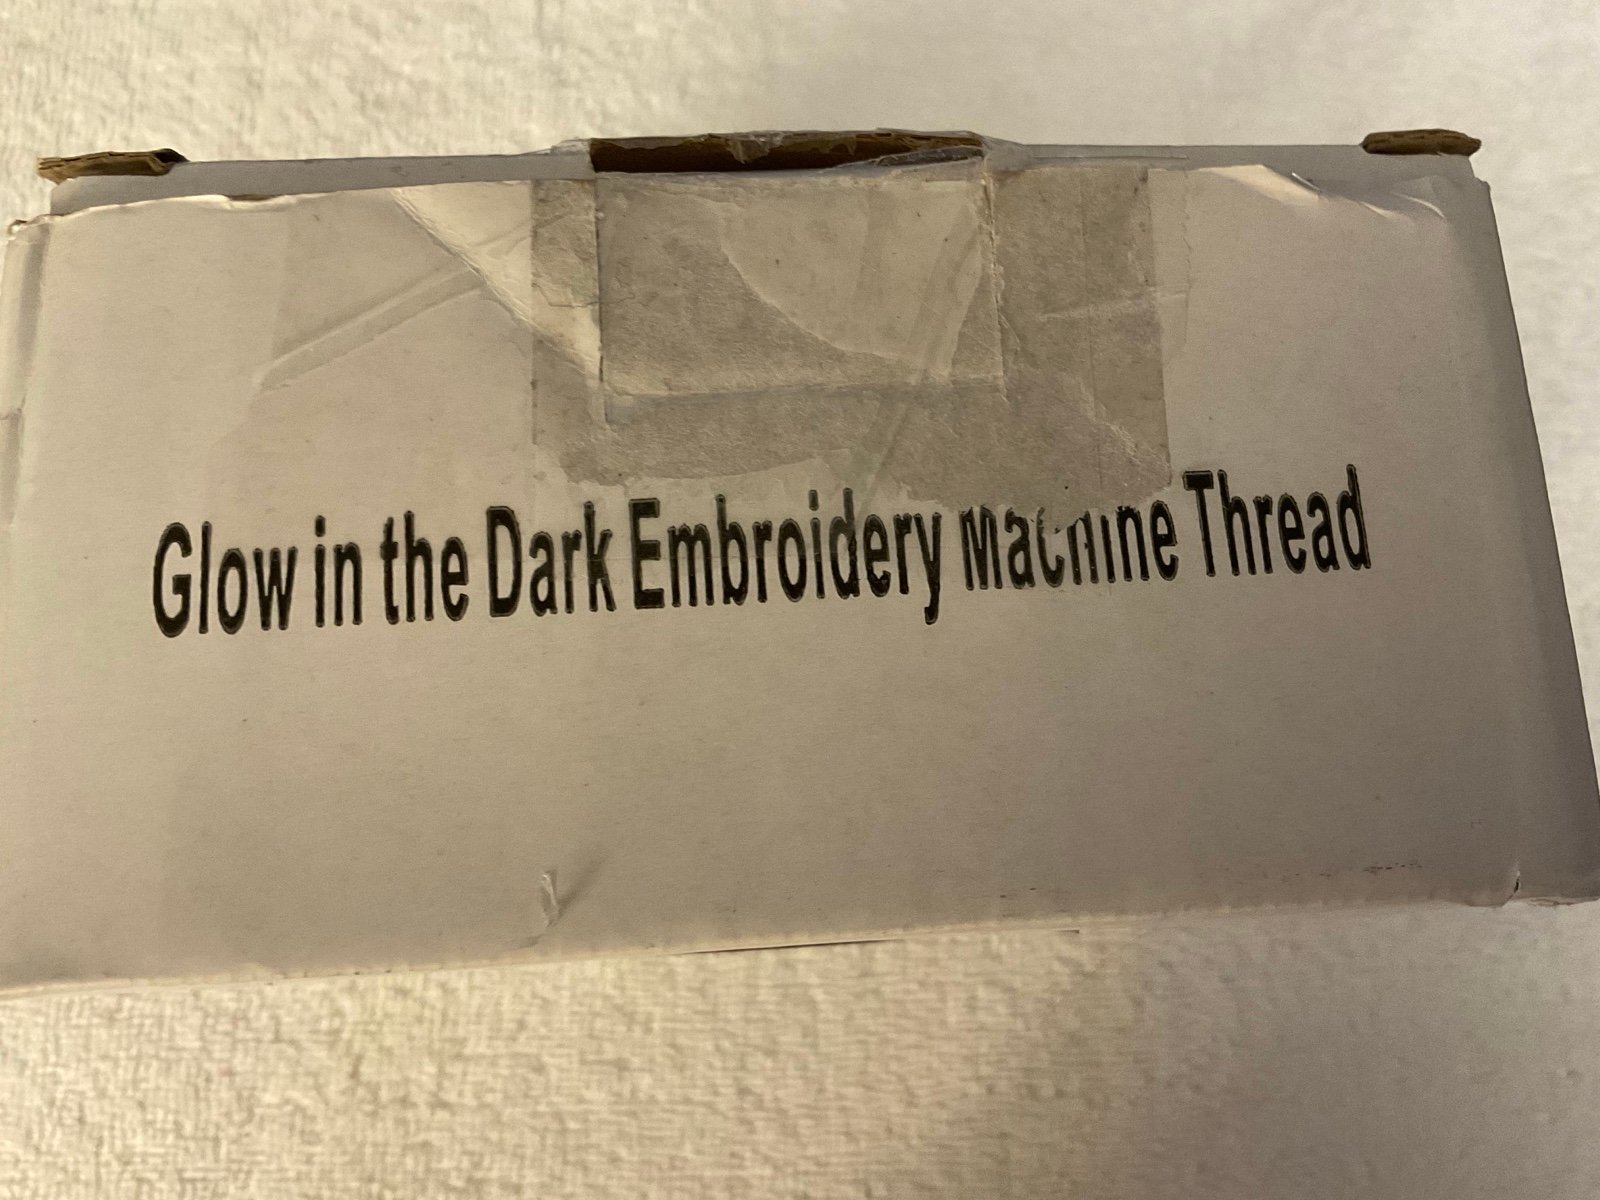 Glow in the Dark Embroidery Machine Thread